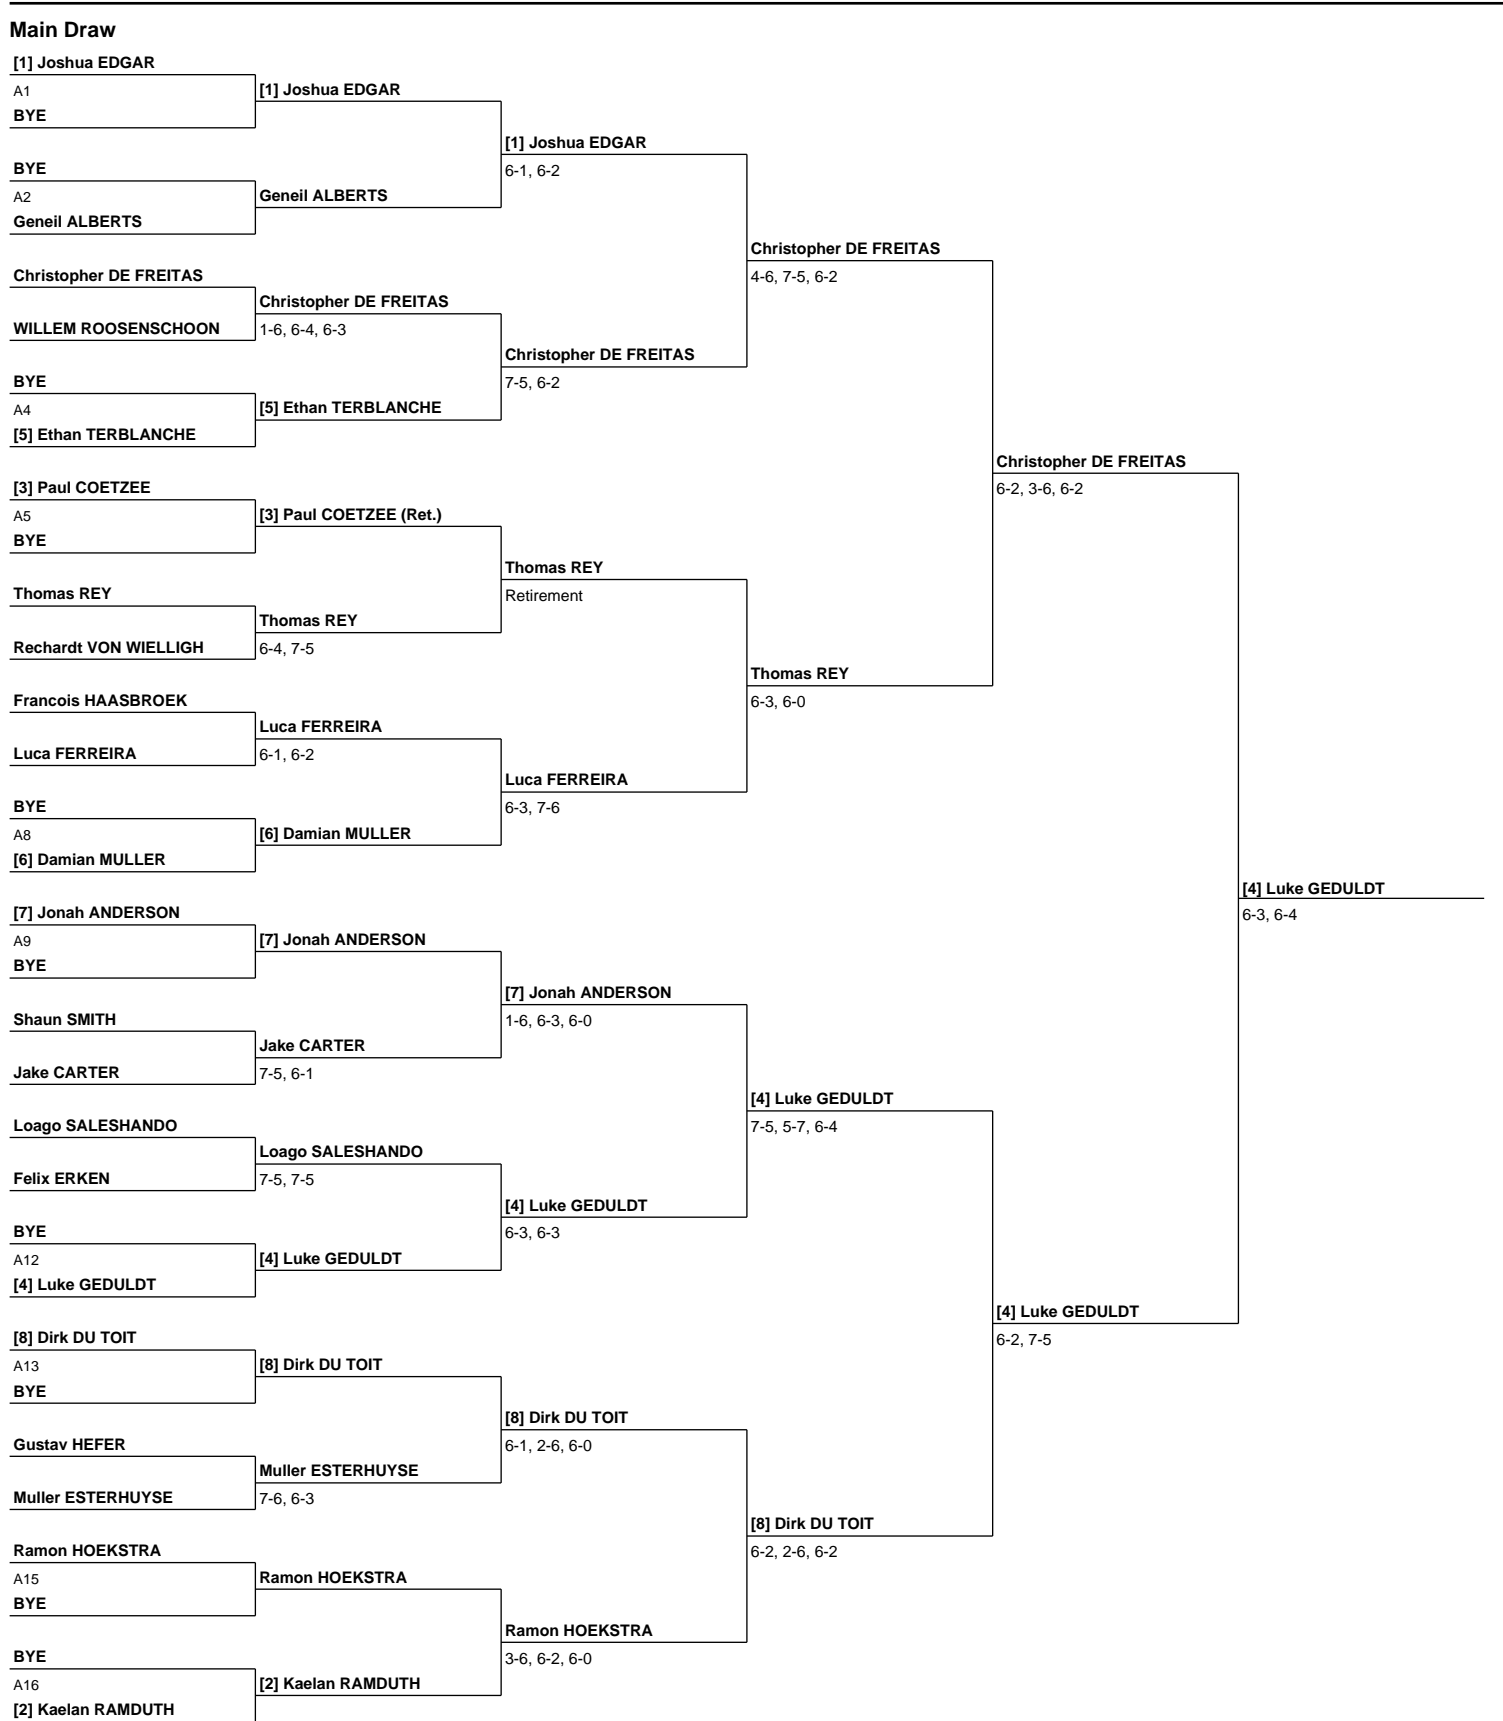 Main Draw
[1] Joshua EDGAR
A1
[1] Joshua EDGAR
BYE
[1] Joshua EDGAR
BYE
6-1, 6-2
A2
Geneil ALBERTS
Geneil ALBERTS
Christopher DE FREITAS
Christopher DE FREITAS
4-6, 7-5, 6-2
Christopher DE FREITAS
WILLEM ROOSENSCHOON
1-6, 6-4, 6-3
Christopher DE FREITAS
BYE
7-5, 6-2
A4
[5] Ethan TERBLANCHE
[5] Ethan TERBLANCHE
Christopher DE FREITAS
[3] Paul COETZEE
6-2, 3-6, 6-2
A5
[3] Paul COETZEE (Ret.)
BYE
Thomas REY
Thomas REY
Retirement
Thomas REY
Rechardt VON WIELLIGH
6-4, 7-5
Thomas REY
Francois HAASBROEK
6-3, 6-0
Luca FERREIRA
Luca FERREIRA
6-1, 6-2
Luca FERREIRA
BYE
6-3, 7-6
A8
[6] Damian MULLER
[6] Damian MULLER
[4] Luke GEDULDT
[7] Jonah ANDERSON
6-3, 6-4
A9
[7] Jonah ANDERSON
BYE
[7] Jonah ANDERSON
Shaun SMITH
1-6, 6-3, 6-0
Jake CARTER
Jake CARTER
7-5, 6-1
[4] Luke GEDULDT
Loago SALESHANDO
7-5, 5-7, 6-4
Loago SALESHANDO
Felix ERKEN
7-5, 7-5
[4] Luke GEDULDT
BYE
6-3, 6-3
A12
[4] Luke GEDULDT
[4] Luke GEDULDT
[4] Luke GEDULDT
[8] Dirk DU TOIT
6-2, 7-5
A13
[8] Dirk DU TOIT
BYE
[8] Dirk DU TOIT
Gustav HEFER
6-1, 2-6, 6-0
Muller ESTERHUYSE
Muller ESTERHUYSE
7-6, 6-3
[8] Dirk DU TOIT
Ramon HOEKSTRA
6-2, 2-6, 6-2
A15
Ramon HOEKSTRA
BYE
Ramon HOEKSTRA
BYE
3-6, 6-2, 6-0
A16
[2] Kaelan RAMDUTH
[2] Kaelan RAMDUTH